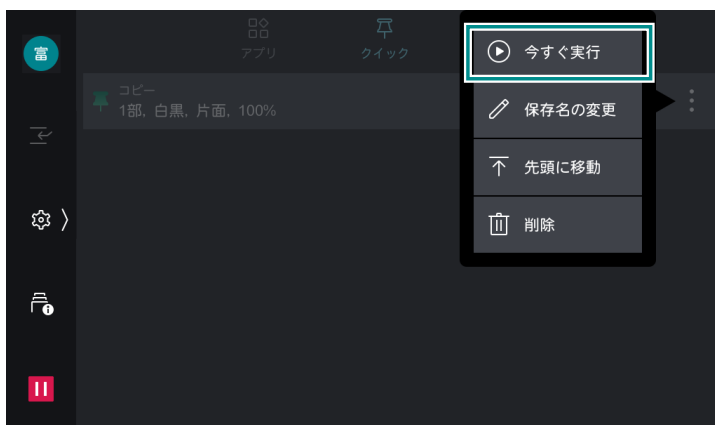 富
アプリ
クイック
コピー
1部, 白黒, 片面, 100%
今すぐ実行
保存名の変更
先頭に移動
削除